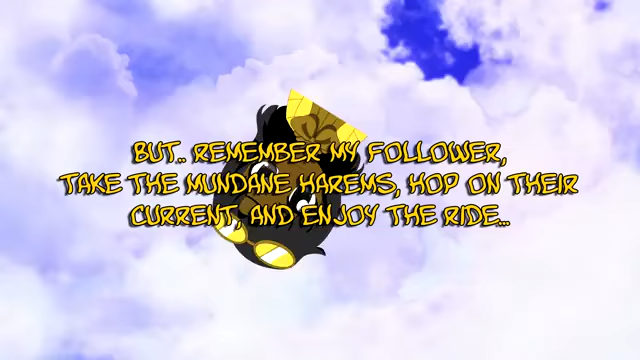 BUT.. REMEMBER MY FOLLOWER,
TAKE THE MUNDANE HAREMS, HOP ON THEIR
CURRENT, AND ENJOY THE RIDE...